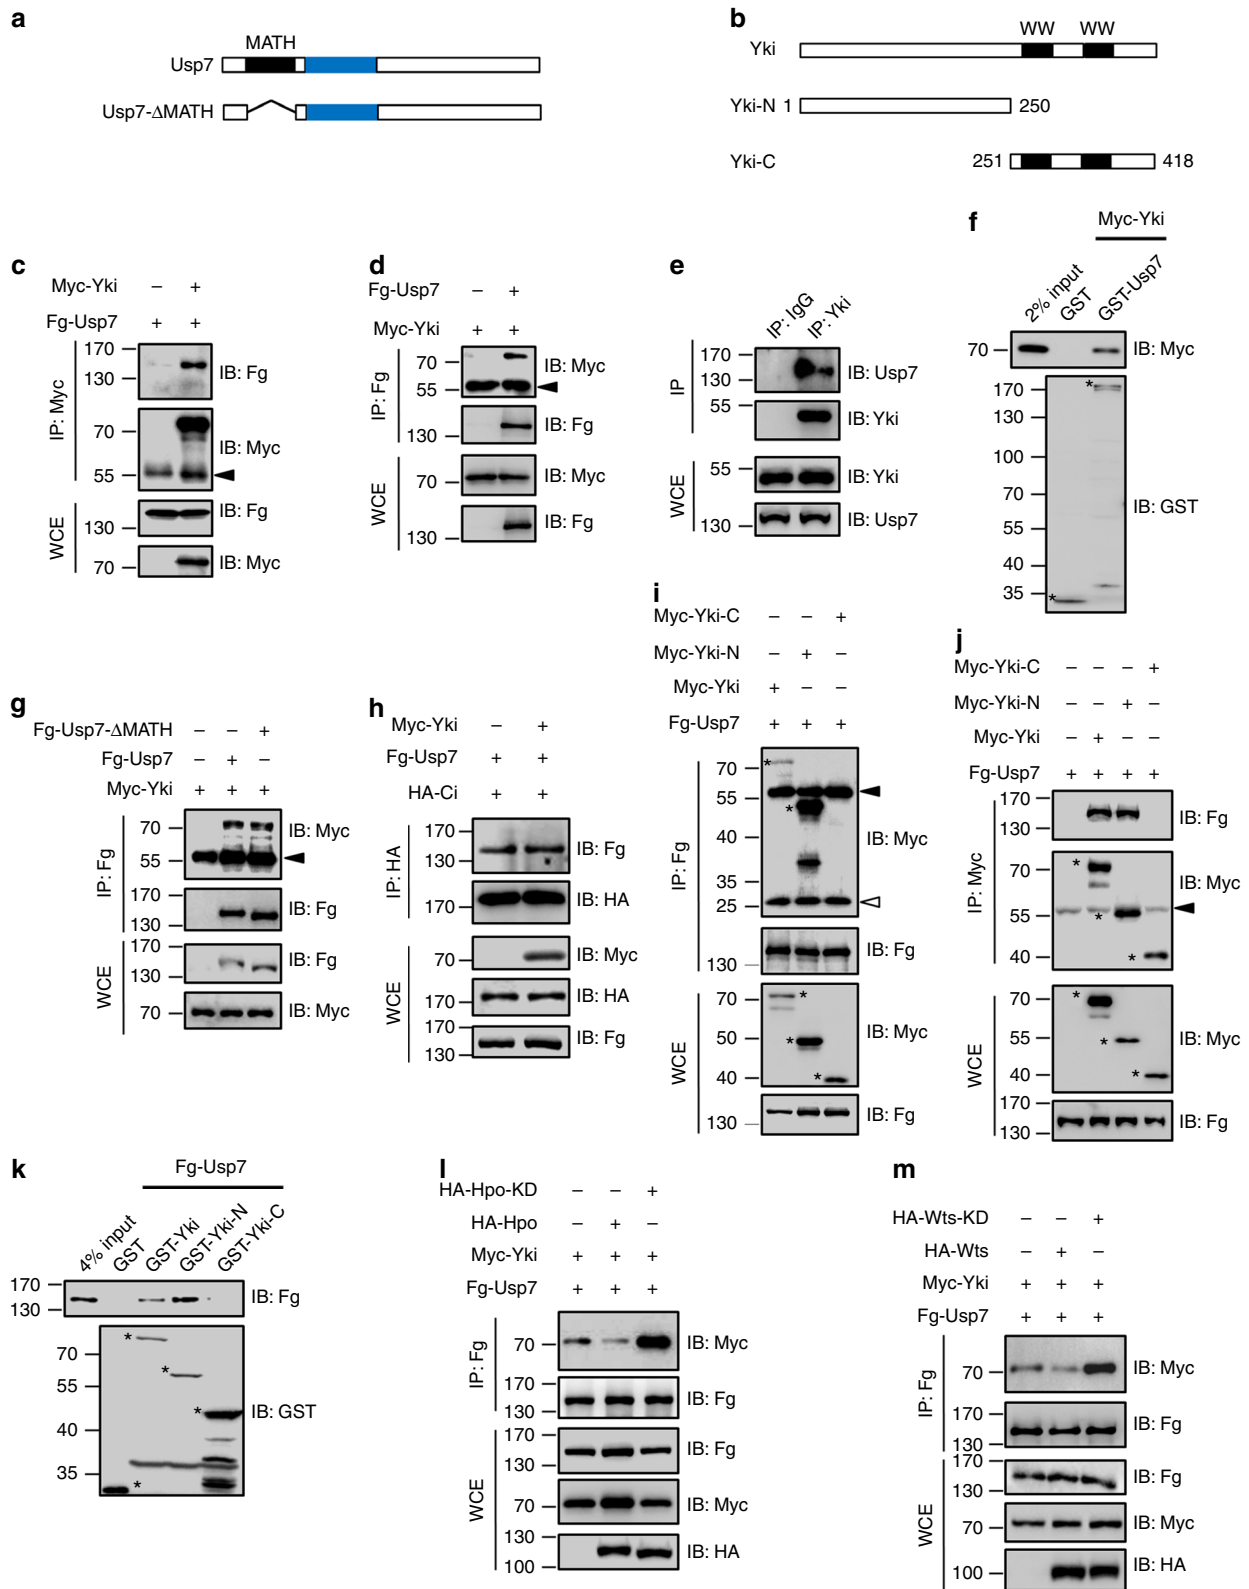 a
MATH
Usp7
Usp7-ΔMATH
b
WW WW
Yki
Yki-N 1 250
Yki-C 251 418
c
Myc-Yki – +
Fg-Usp7 + +
IP: Myc
170
130
IB: Fg
70
55
IB: Myc
WCE
130
IB: Fg
70
IB: Myc
d
Fg-Usp7 – +
Myc-Yki + +
IP: Fg
70
55
IB: Myc
130
IB: Fg
WCE
70
IB: Myc
130
IB: Fg
e
IP: IgG
IP: Yki
IP
170
130
IB: Usp7
55
IB: Yki
WCE
55
IB: Yki
130
IB: Usp7
f
Myc-Yki
2% input
GST
GST-Usp7
70
IB: Myc
170
130
100
70
55
40
35
IB: GST
*
*
g
Fg-Usp7-ΔMATH – – +
Fg-Usp7 – + –
Myc-Yki + + +
IP: Fg
70
55
IB: Myc
170
130
IB: Fg
WCE
170
130
IB: Fg
70
IB: Myc
h
Myc-Yki – +
Fg-Usp7 + +
HA-Ci + +
IP: HA
170
130
IB: Fg
170
IB: HA
WCE
70
IB: Myc
170
IB: HA
170
130
IB: Fg
i
Myc-Yki-C – – +
Myc-Yki-N – + –
Myc-Yki + – –
Fg-Usp7 + + +
IP: Fg
70
55
40
35
25
IB: Myc
*
*
130
IB: Fg
WCE
70
50
40
IB: Myc
*
*
*
130
IB: Fg
j
Myc-Yki-C – – – +
Myc-Yki-N – – + –
Myc-Yki – + – –
Fg-Usp7 + + + +
IP: Myc
170
130
IB: Fg
70
55
40
IB: Myc
*
*
*
WCE
70
55
40
IB: Myc
*
*
*
170
130
IB: Fg
k
Fg-Usp7
4% input
GST
GST-Yki
GST-Yki-N
GST-Yki-C
170
130
IB: Fg
70
55
40
35
IB: GST
*
*
*
*
l
HA-Hpo-KD – – +
HA-Hpo – + –
Myc-Yki + + +
Fg-Usp7 + + +
IP: Fg
70
IB: Myc
170
130
IB: Fg
WCE
170
130
IB: Fg
70
IB: Myc
130
100
IB: HA
m
HA-Wts-KD – – +
HA-Wts – + –
Myc-Yki + + +
Fg-Usp7 + + +
IP: Fg
70
IB: Myc
170
130
IB: Fg
WCE
170
130
IB: Fg
70
IB: Myc
100
IB: HA